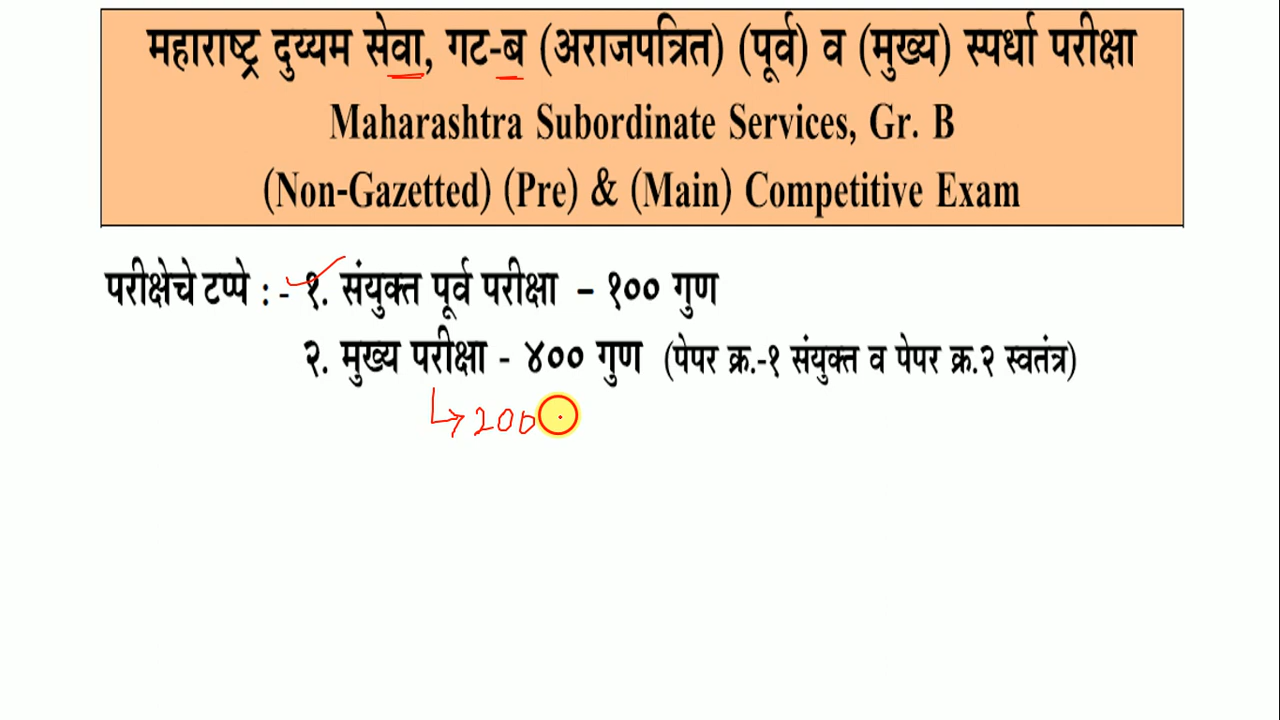 महाराष्ट्र दुय्यम सेवा, गट-ब (अराजपत्रित) (पूर्व) व (मुख्य) स्पर्धा परीक्षा
Maharashtra Subordinate Services, Gr. B
(Non-Gazetted) (Pre) & (Main) Competitive Exam
परीक्षेचे टप्पे : - १. संयुक्त पूर्व परीक्षा – १०० गुण
२. मुख्य परीक्षा - ४०० गुण (पेपर क्र.-१ संयुक्त व पेपर क्र.२ स्वतंत्र)
200